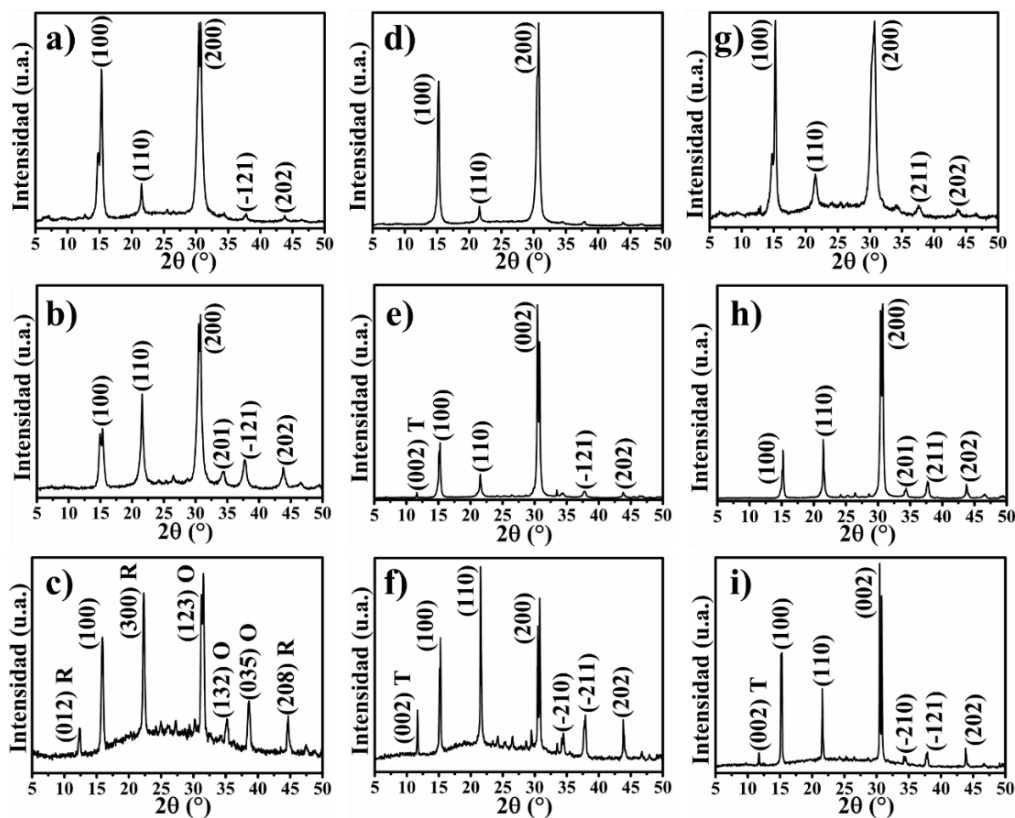 a)
(100)
(110)
(200)
(-121)
(202)
Intensidad (u.a.)
5 10 15 20 25 30 35 40 45 50
2θ (°)
d)
(100)
(110)
(200)
Intensidad (u.a.)
5 10 15 20 25 30 35 40 45 50
2θ (°)
g)
(100)
(110)
(200)
(211)
(202)
Intensidad (u.a.)
5 10 15 20 25 30 35 40 45 50
2θ (°)
b)
(100)
(110)
(200)
(201)
(-121)
(202)
Intensidad (u.a.)
5 10 15 20 25 30 35 40 45 50
2θ (°)
e)
(002) T
(100)
(110)
(002)
(-121)
(202)
Intensidad (u.a.)
5 10 15 20 25 30 35 40 45 50
2θ (°)
h)
(100)
(110)
(200)
(201)
(211)
(202)
Intensidad (u.a.)
5 10 15 20 25 30 35 40 45 50
2θ (°)
c)
(012) R
(100)
(300) R
(123) O
(132) O
(035) O
(208) R
Intensidad (u.a.)
5 10 15 20 25 30 35 40 45 50
2θ (°)
f)
(002) T
(100)
(110)
(200)
(-210)
(-211)
(202)
Intensidad (u.a.)
5 10 15 20 25 30 35 40 45 50
2θ (°)
i)
(002) T
(100)
(110)
(002)
(-210)
(-121)
(202)
Intensidad (u.a.)
5 10 15 20 25 30 35 40 45 50
2θ (°)